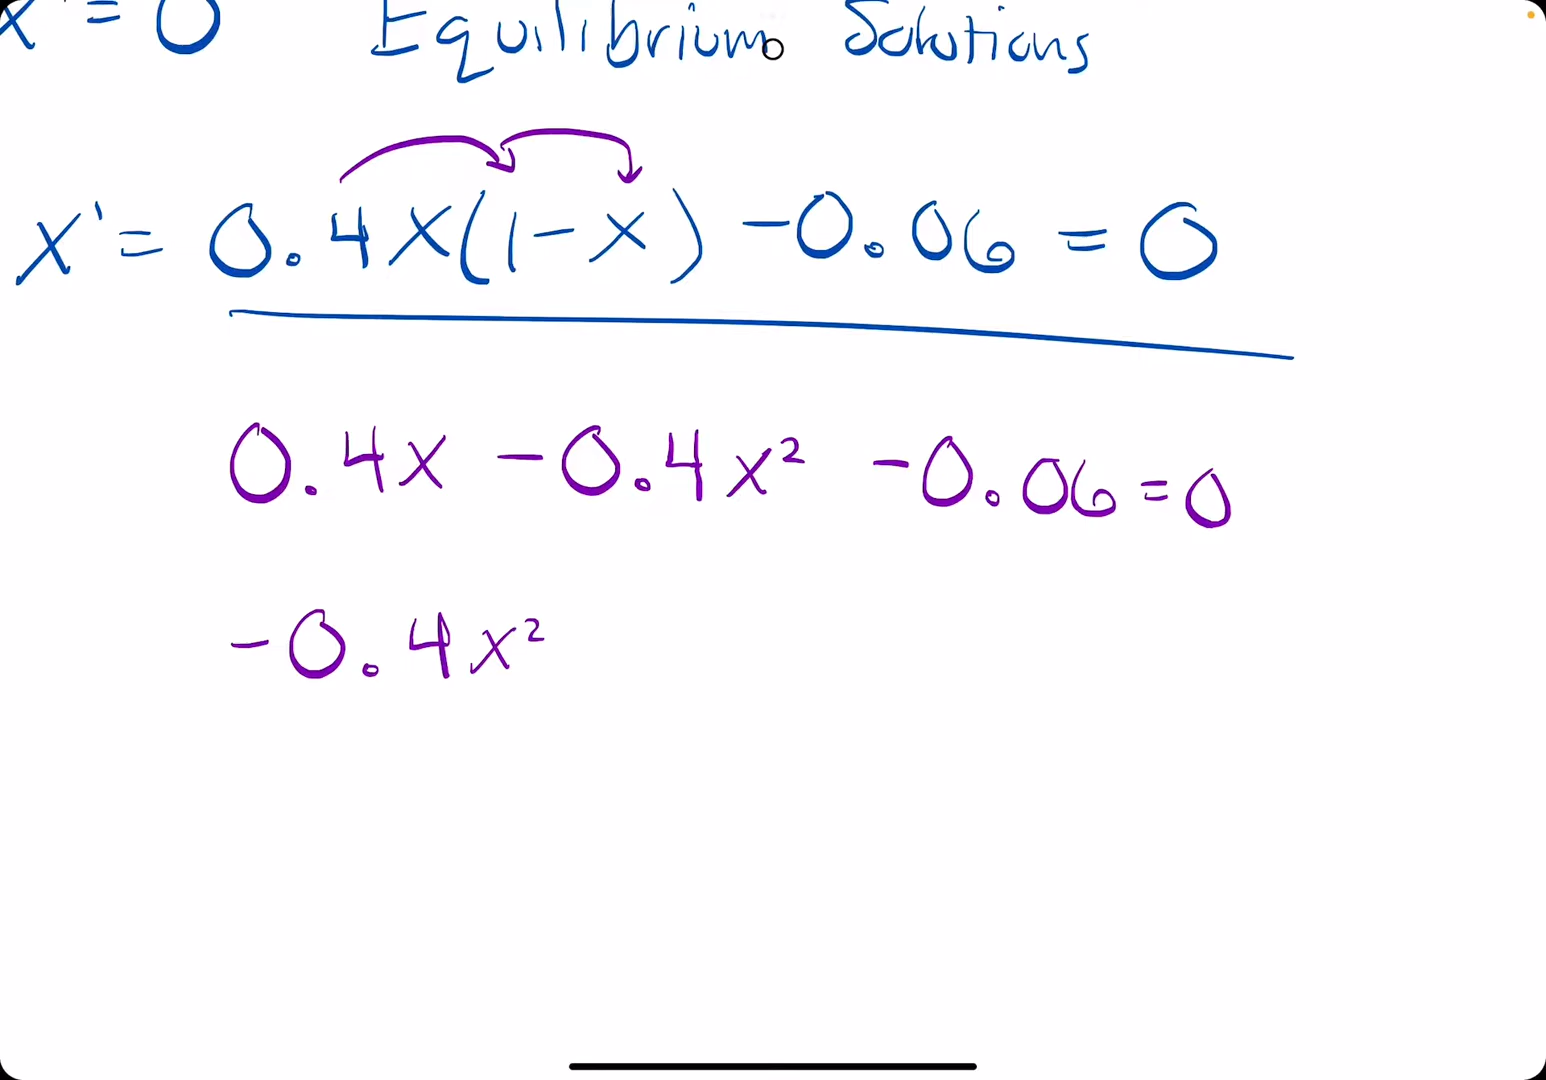 x' = 0 Equilibrium Solutions
x' = 0.4x(1-x) -0.06 = 0
0.4x -0.4x² -0.06=0
-0.4x²